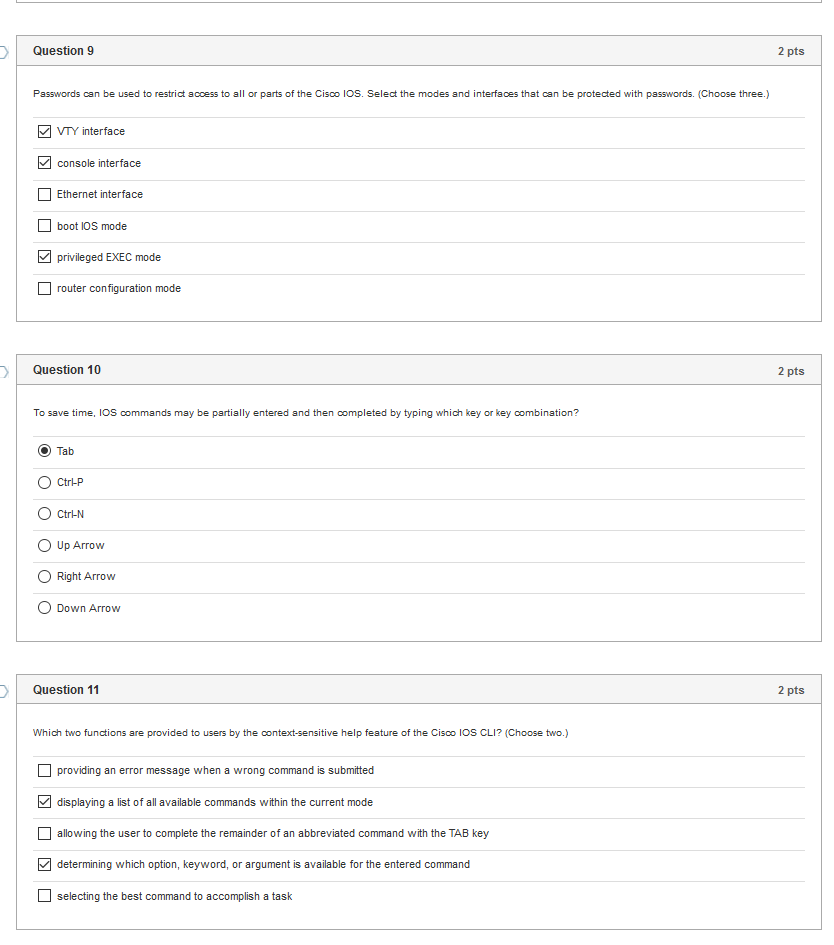 Question 9
2 pts
Passwords can be used to restrict access to all or parts of the Cisco IOS. Select the modes and interfaces that can be protected with passwords. (Choose three.)
VTY interface
console interface
Ethernet interface
boot IOS mode
privileged EXEC mode
router configuration mode
Question 10
2 pts
To save time, IOS commands may be partially entered and then completed by typing which key or key combination?
Tab
Ctrl-P
Ctrl-N
Up Arrow
Right Arrow
Down Arrow
Question 11
2 pts
Which two functions are provided to users by the context-sensitive help feature of the Cisco IOS CLI? (Choose two.)
providing an error message when a wrong command is submitted
displaying a list of all available commands within the current mode
allowing the user to complete the remainder of an abbreviated command with the TAB key
determining which option, keyword, or argument is available for the entered command
selecting the best command to accomplish a task